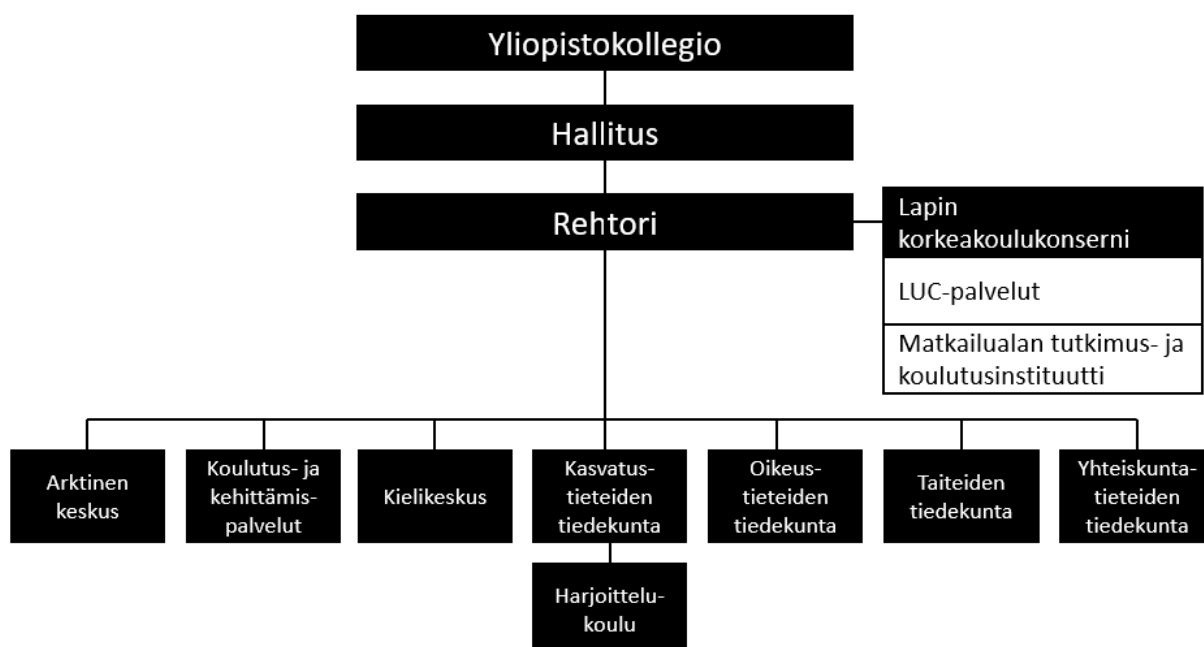 Yliopistokollegio
Hallitus
Rehtori
Lapin
korkeakoulukonserni
LUC-palvelut
Matkailualan tutkimus- ja
koulutusinstituutti
Arktinen
keskus
Koulutus- ja
kehittämis-
palvelut
Kielikeskus
Kasvatus-
tieteiden
tiedekunta
Oikeus-
tieteiden
tiedekunta
Taiteiden
tiedekunta
Yhteiskunta-
tieteiden
tiedekunta
Harjoittelu-
koulu